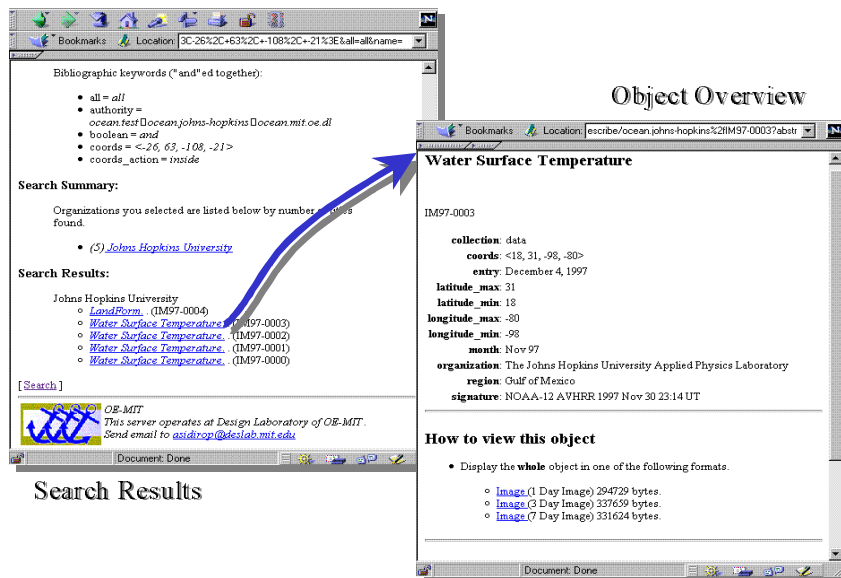 Bookmarks Location: 3C-26%2C+63%2C+-108%2C+-21%3E&all=all&name=
Bibliographic keywords ("and"ed together):
all = all
authority =
ocean.test ocean.johns-hopkins ocean.mit.oe.dl
boolean = and
coords = <-26, 63, -108, -21>
coords_action = inside
Search Summary:
Organizations you selected are listed below by number of
found.
(5) Johns Hopkins University
Search Results:
Johns Hopkins University
LandForm. . (IM97-0004)
Water Surface Temperature. . (IM97-0003)
Water Surface Temperature. . (IM97-0002)
Water Surface Temperature. . (IM97-0001)
Water Surface Temperature. . (IM97-0000)
[ Search ]
OE-MIT
This server operates at Design Laboratory of OE-MIT .
Send email to asidirop@deslab.mit.edu
Document: Done
Search Results
Object Overview
Bookmarks Location: escribe/ocean.johns-hopkins%2fIM97-0003?abstr
Water Surface Temperature
IM97-0003
collection: data
coords: <18, 31, -98, -80>
entry: December 4, 1997
latitude_max: 31
latitude_min: 18
longitude_max: -80
longitude_min: -98
month: Nov 97
organization: The Johns Hopkins University Applied Physics Laboratory
region: Gulf of Mexico
signature: NOAA-12 AVHRR 1997 Nov 30 23:14 UT
How to view this object
Display the whole object in one of the following formats.
Image (1 Day Image) 294729 bytes.
Image (3 Day Image) 337659 bytes.
Image (7 Day Image) 331624 bytes.
Document: Done